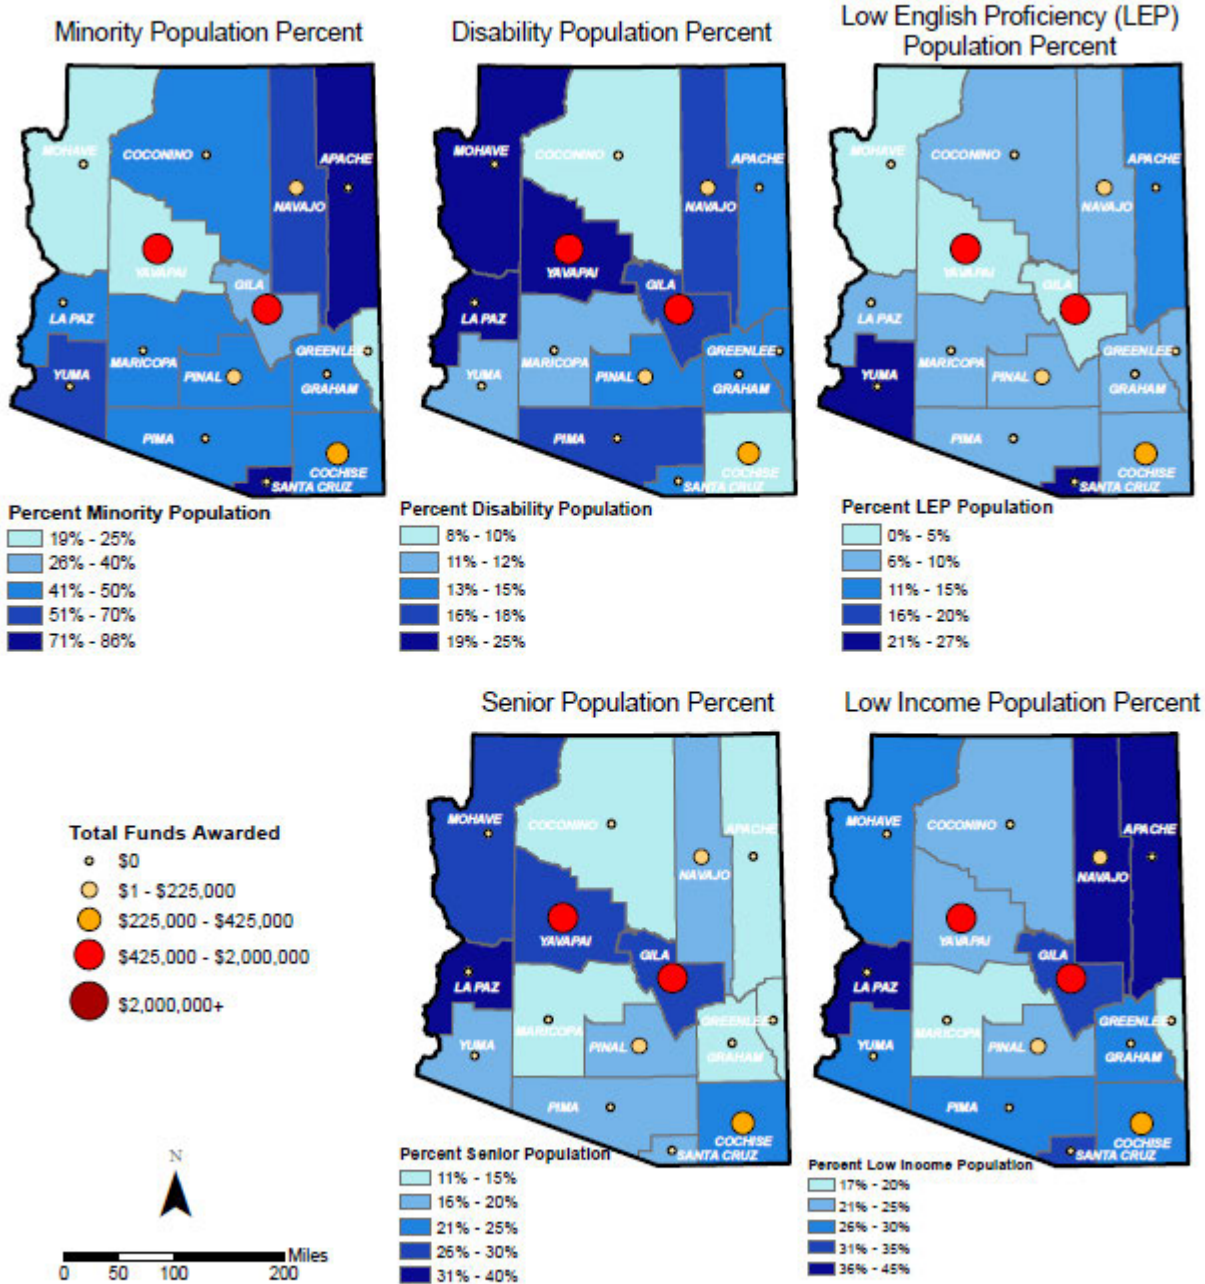 Minority Population Percent
MOHAVE
COCONINO
APACHE
NAVAJO
YAVAPAI
GILA
LA PAZ
MARICOPA
GREENLEE
YUMA
PINAL
GRAHAM
PIMA
COCHISE
SANTA CRUZ
Percent Minority Population
19% - 25%
26% - 40%
41% - 50%
51% - 70%
71% - 86%
Disability Population Percent
MOHAVE
COCONINO
APACHE
NAVAJO
YAVAPAI
GILA
LA PAZ
MARICOPA
GREENLEE
YUMA
PINAL
GRAHAM
PIMA
COCHISE
SANTA CRUZ
Percent Disability Population
8% - 10%
11% - 12%
13% - 15%
16% - 18%
19% - 25%
Low English Proficiency (LEP)
Population Percent
MOHAVE
COCONINO
APACHE
NAVAJO
YAVAPAI
GILA
LA PAZ
MARICOPA
GREENLEE
YUMA
PINAL
GRAHAM
PIMA
COCHISE
SANTA CRUZ
Percent LEP Population
0% - 5%
6% - 10%
11% - 15%
16% - 20%
21% - 27%
Total Funds Awarded
$0
$1 - $225,000
$225,000 - $425,000
$425,000 - $2,000,000
$2,000,000+
N
Miles
0 50 100 200
Senior Population Percent
MOHAVE
COCONINO
APACHE
NAVAJO
YAVAPAI
GILA
LA PAZ
MARICOPA
GREENLEE
YUMA
PINAL
GRAHAM
PIMA
COCHISE
SANTA CRUZ
Percent Senior Population
11% - 15%
16% - 20%
21% - 25%
26% - 30%
31% - 40%
Low Income Population Percent
MOHAVE
COCONINO
APACHE
NAVAJO
YAVAPAI
GILA
LA PAZ
MARICOPA
GREENLEE
YUMA
PINAL
GRAHAM
PIMA
COCHISE
SANTA CRUZ
Percent Low Income Population
17% - 20%
21% - 25%
26% - 30%
31% - 35%
36% - 45%